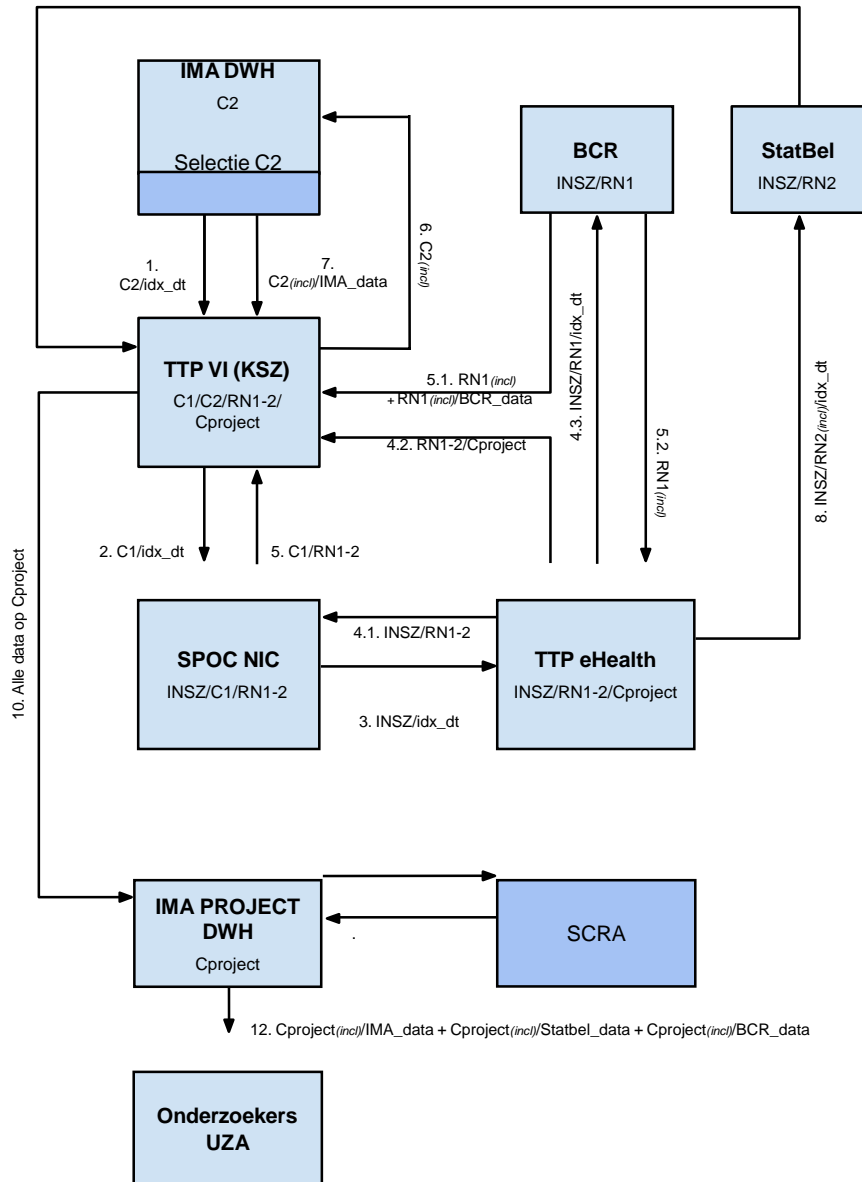 IMA DWH
C2
Selectie C2
BCR
INSZ/RN1
StatBel
INSZ/RN2
1.
C2/idx_dt
7.
C2(incl)/IMA_data
6. C2(incl)
TTP VI (KSZ)
C1/C2/RN1-2/
Cproject
5.1. RN1(incl)
+ RN1(incl)/BCR_data
4.2. RN1-2/Cproject
4.3. INSZ/RN1/idx_dt
5.2. RN1(incl)
8. INSZ/RN2(incl)/idx_dt
2. C1/idx_dt
5. C1/RN1-2
10. Alle data op Cproject
SPOC NIC
INSZ/C1/RN1-2
4.1. INSZ/RN1-2
3. INSZ/idx_dt
TTP eHealth
INSZ/RN1-2/Cproject
IMA PROJECT
DWH
Cproject
.
SCRA
12. Cproject(incl)/IMA_data + Cproject(incl)/Statbel_data + Cproject(incl)/BCR_data
Onderzoekers
UZA